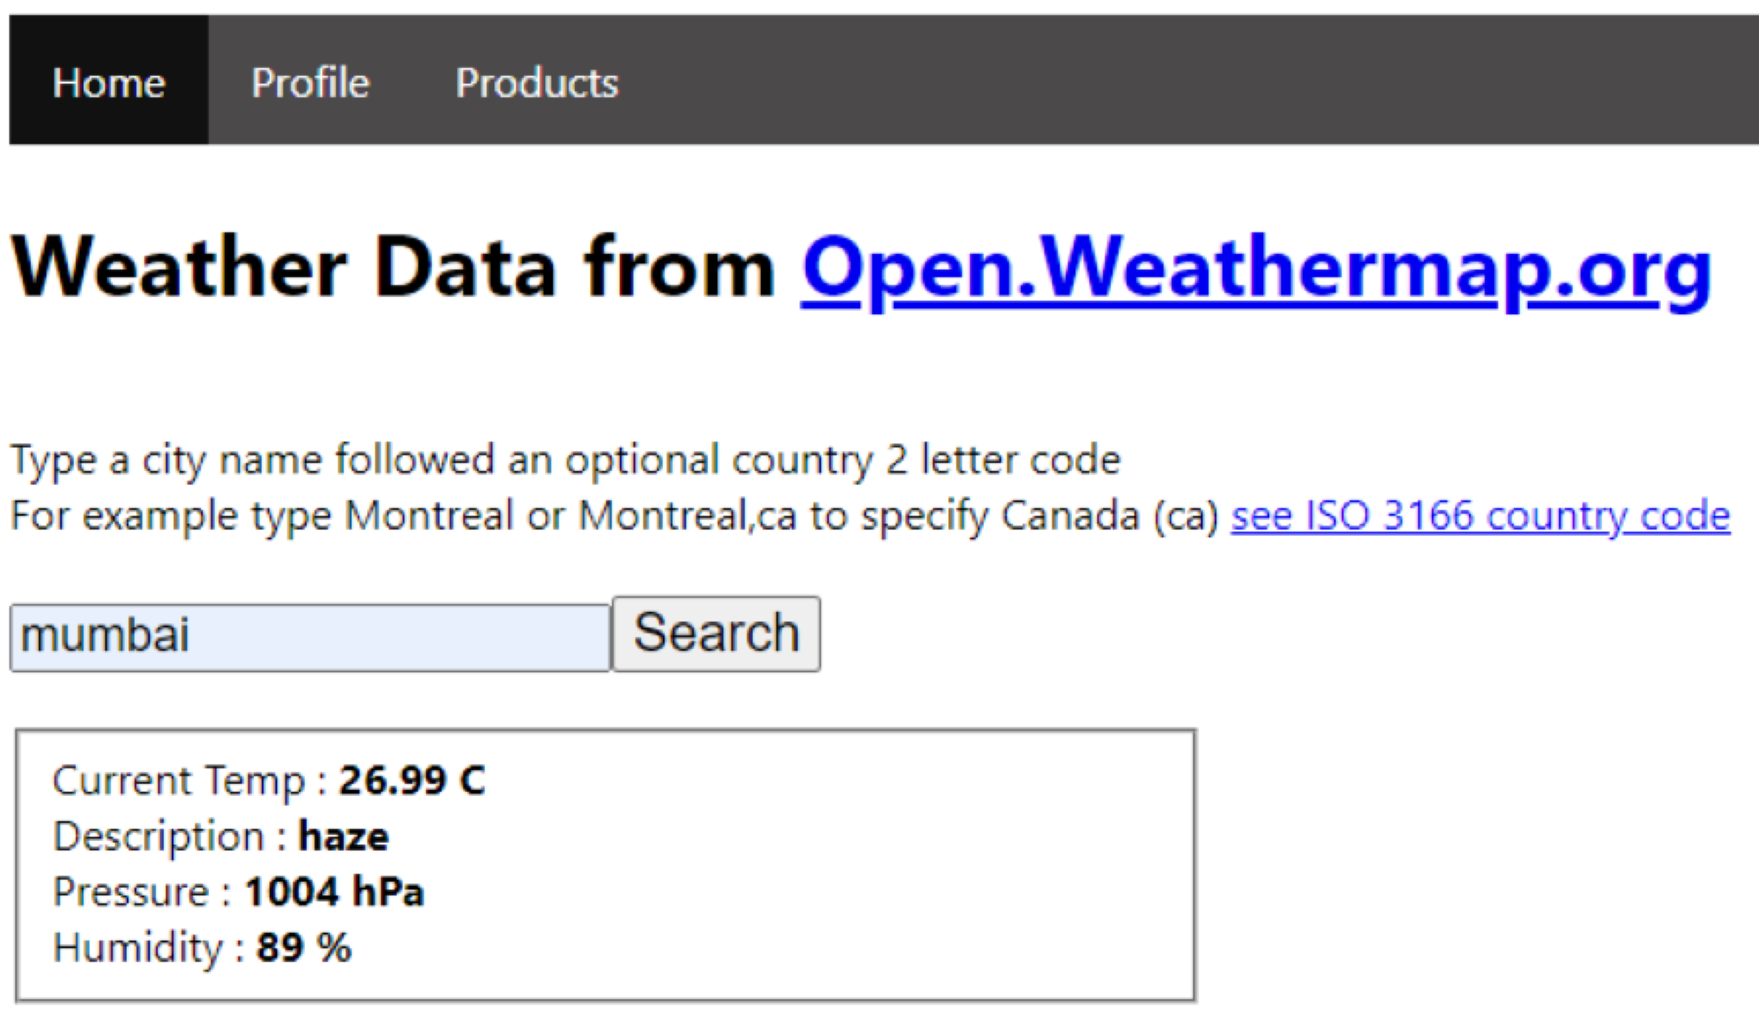 Home Profile Products
Weather Data from Open.Weathermap.org
Type a city name followed an optional country 2 letter code
For example type Montreal or Montreal,ca to specify Canada (ca) see ISO 3166 country code
mumbai Search
Current Temp : 26.99 C
Description : haze
Pressure : 1004 hPa
Humidity : 89 %